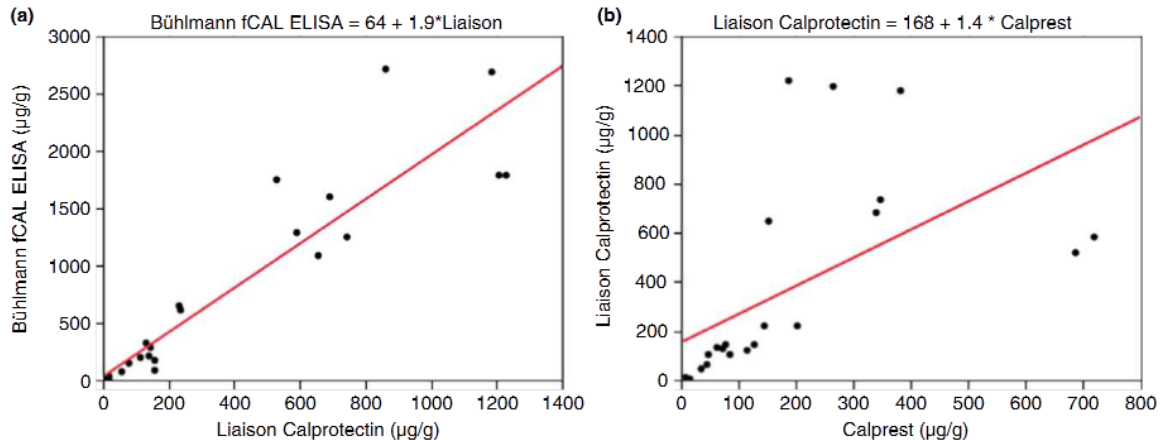 (a)
Bühlmann fCAL ELISA = 64 + 1.9*Liaison
Bühlmann fCAL ELISA (µg/g)
3000
2500
2000
1500
1000
500
0
0 200 400 600 800 1000 1200 1400
Liaison Calprotectin (µg/g)
(b)
Liaison Calprotectin = 168 + 1.4 * Calprest
Liaison Calprotectin (µg/g)
1400
1200
1000
800
600
400
200
0
0 100 200 300 400 500 600 700 800
Calprest (µg/g)